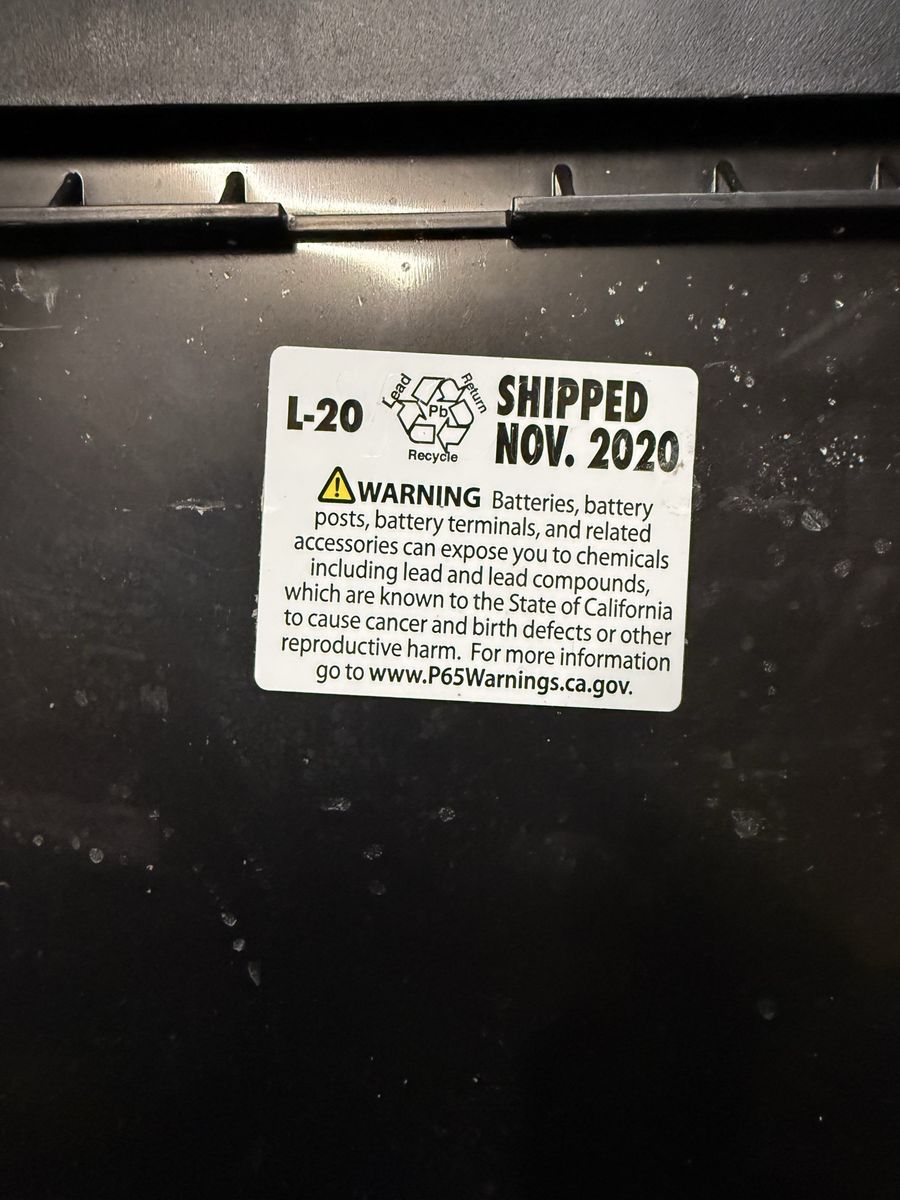 L-20
Lead Return
Pb
Recycle
SHIPPED
NOV. 2020
WARNING Batteries, battery
posts, battery terminals, and related
accessories can expose you to chemicals
including lead and lead compounds,
which are known to the State of California
to cause cancer and birth defects or other
reproductive harm. For more information
go to www.P65Warnings.ca.gov.